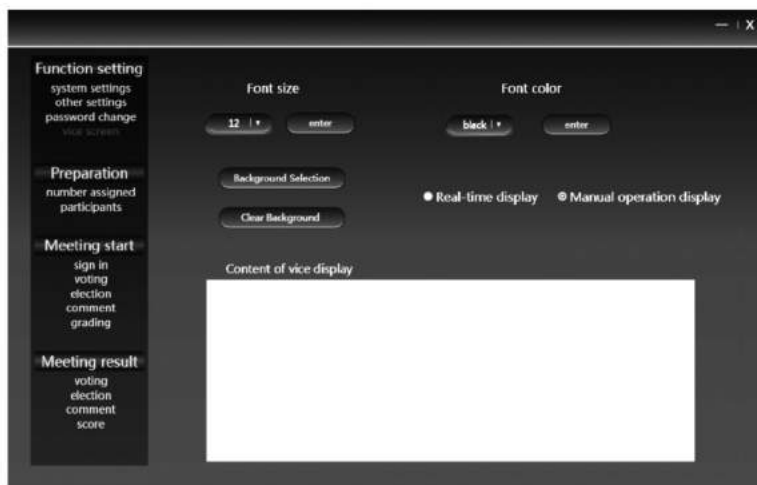 — | X
Function setting
system settings
other settings
password change
vice screen
Preparation
number assigned
participants
Meeting start
sign in
voting
election
comment
grading
Meeting result
voting
election
comment
score
Font size
Font color
12
enter
black
enter
Background Selection
Clear Background
Real-time display
Manual operation display
Content of vice display